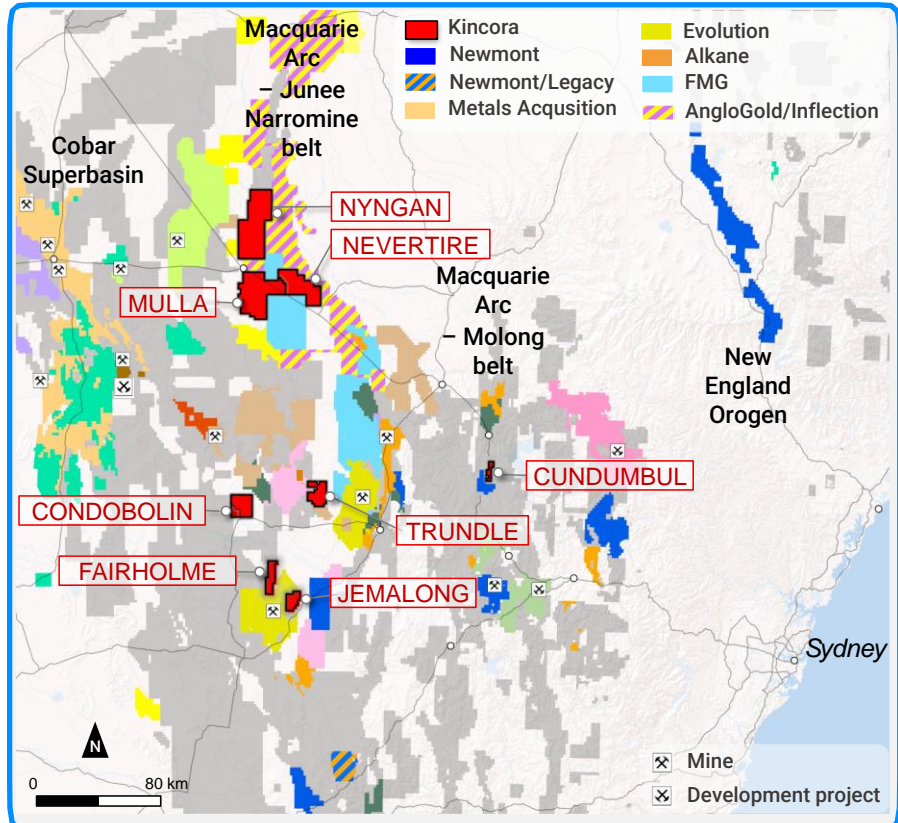 Macquarie
Arc
– Junee
Narromine
belt
Kincora
Newmont
Newmont/Legacy
Metals Acqusition
Evolution
Alkane
FMG
AngloGold/Inflection
Cobar
Superbasin
NYNGAN
NEVERTIRE
MULLA
Macquarie
Arc
– Molong
belt
New
England
Orogen
CUNDUMBUL
CONDOBOLIN
TRUNDLE
FAIRHOLME
JEMALONG
Sydney
N
0 80 km
Mine
Development project